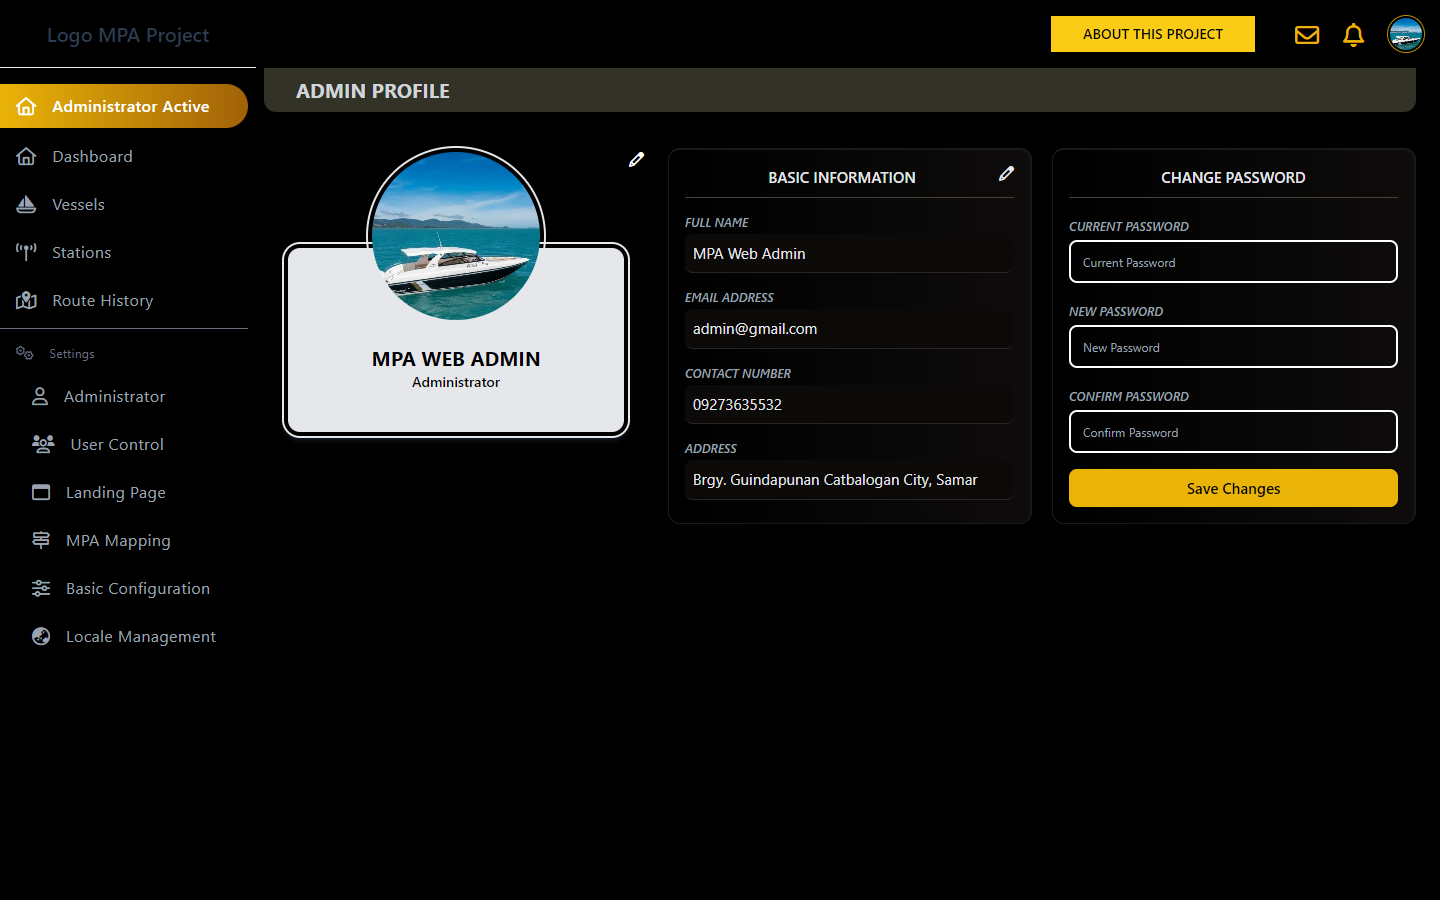 Logo MPA Project
ABOUT THIS PROJECT
Administrator Active
Dashboard
Vessels
Stations
Route History
Settings
Administrator
User Control
Landing Page
MPA Mapping
Basic Configuration
Locale Management
ADMIN PROFILE
MPA WEB ADMIN
Administrator
BASIC INFORMATION
FULL NAME
MPA Web Admin
EMAIL ADDRESS
admin@gmail.com
CONTACT NUMBER
09273635532
ADDRESS
Brgy. Guindapunan Catbalogan City, Samar
CHANGE PASSWORD
CURRENT PASSWORD
Current Password
NEW PASSWORD
New Password
CONFIRM PASSWORD
Confirm Password
Save Changes